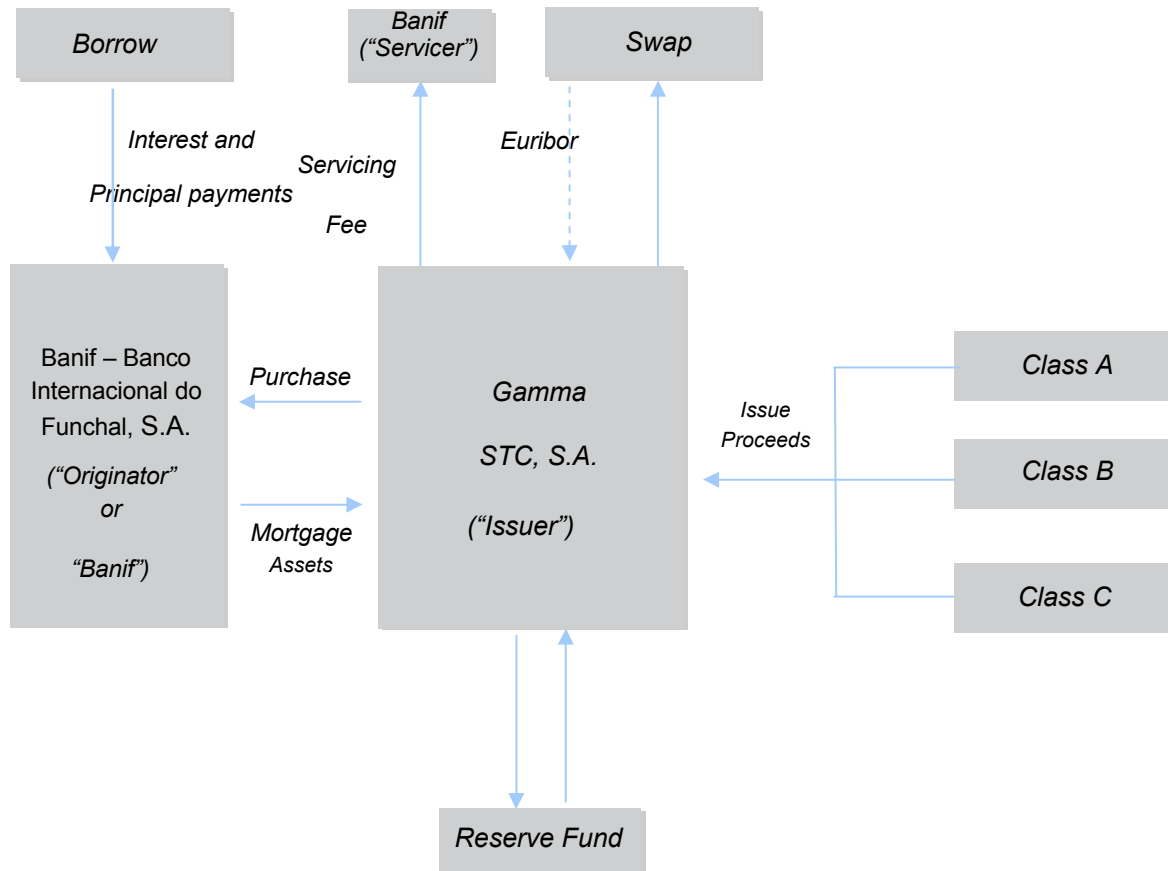 Borrow
Banif
(“Servicer”)
Swap
Interest and
Principal payments
Servicing
Fee
Euribor
Banif – Banco
Internacional do
Funchal, S.A.
(“Originator”
or
“Banif”)
Purchase
Mortgage
Assets
Gamma
STC, S.A.
(“Issuer”)
Issue
Proceeds
Class A
Class B
Class C
Reserve Fund